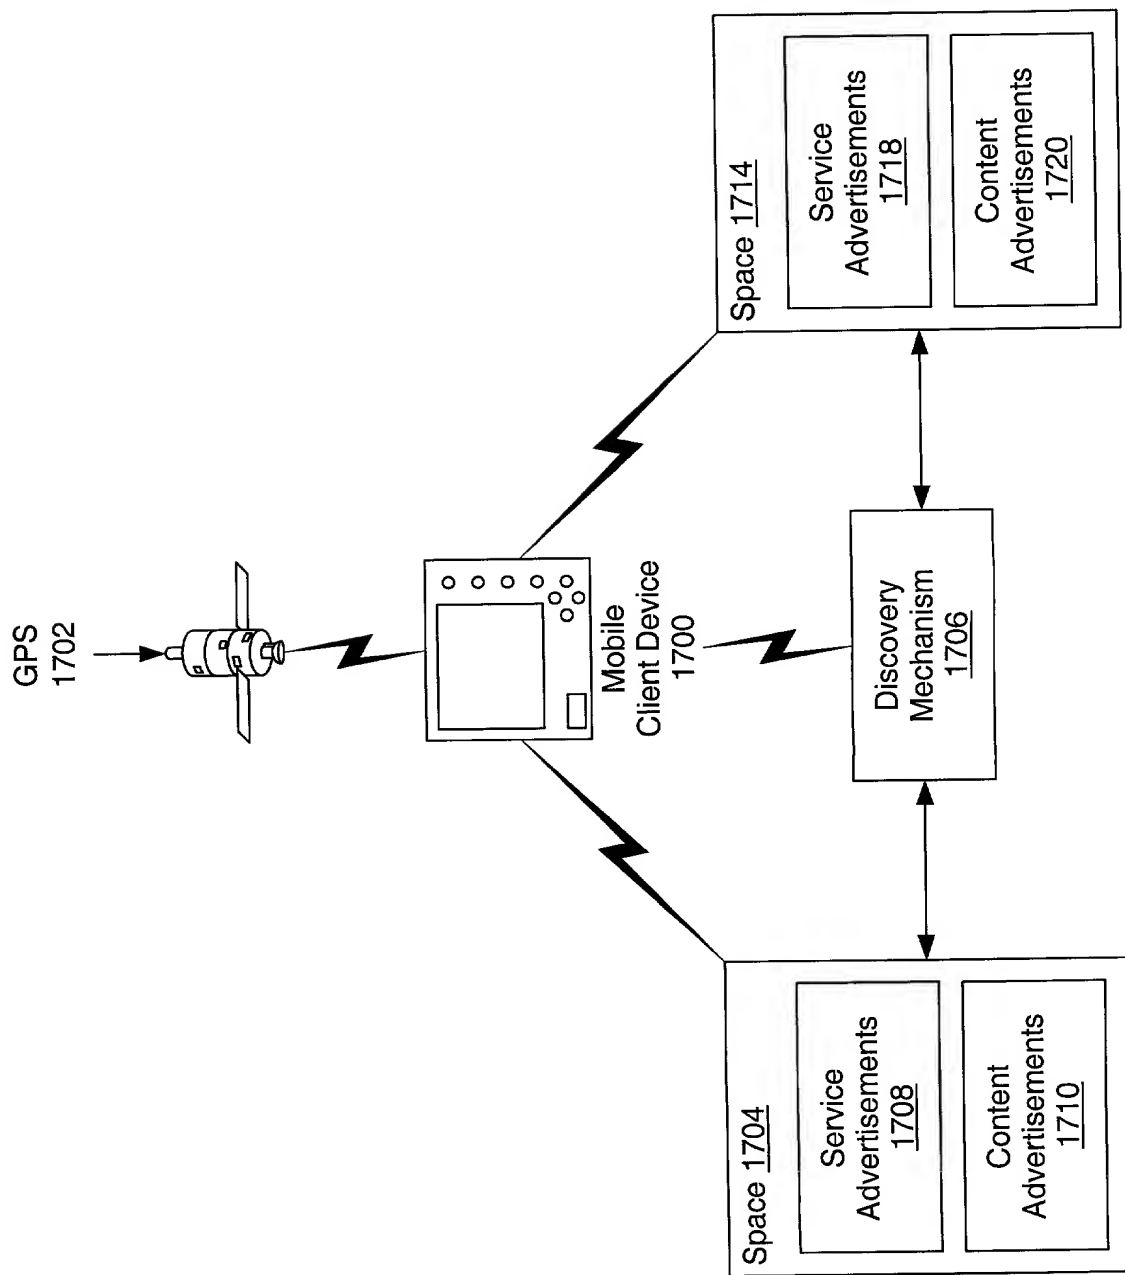 GPS
1702
Mobile
Client Device
1700
Discovery
Mechanism
1706
Space 1704
Service
Advertisements
1708
Content
Advertisements
1710
Space 1714
Service
Advertisements
1718
Content
Advertisements
1720